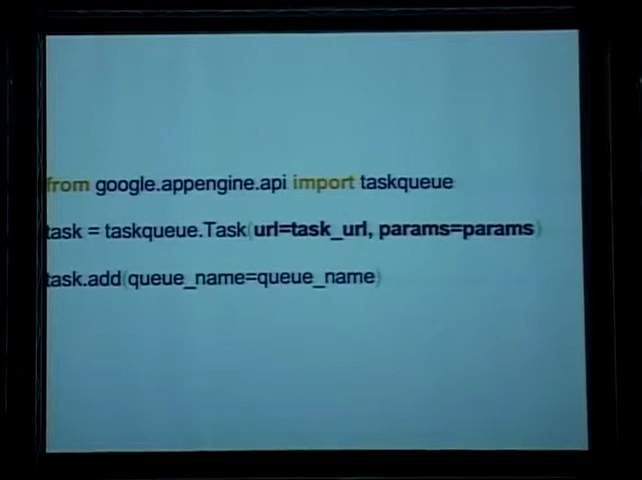 from google.appengine.api import taskqueue
task = taskqueue.Task(url=task_url, params=params)
task.add(queue_name=queue_name)